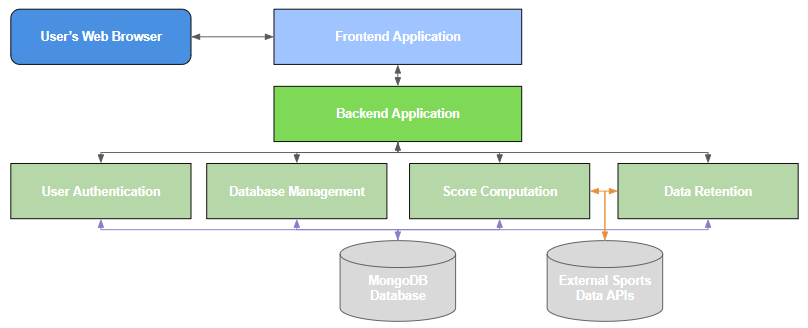 User's Web Browser
Frontend Application
Backend Application
User Authentication
Database Management
Score Computation
Data Retention
MongoDB
Database
External Sports
Data APIs